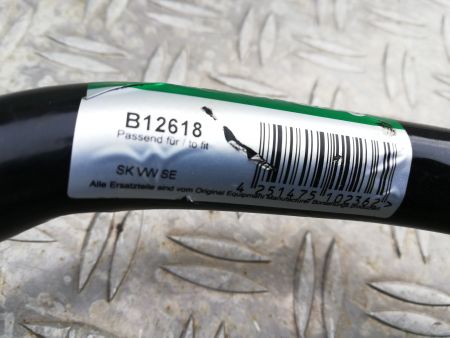 B12618
Passend für / to fit
SK VW SE
4 251475 102362
Alle Ersatzteile sind vom Original Equipment Manufacturer